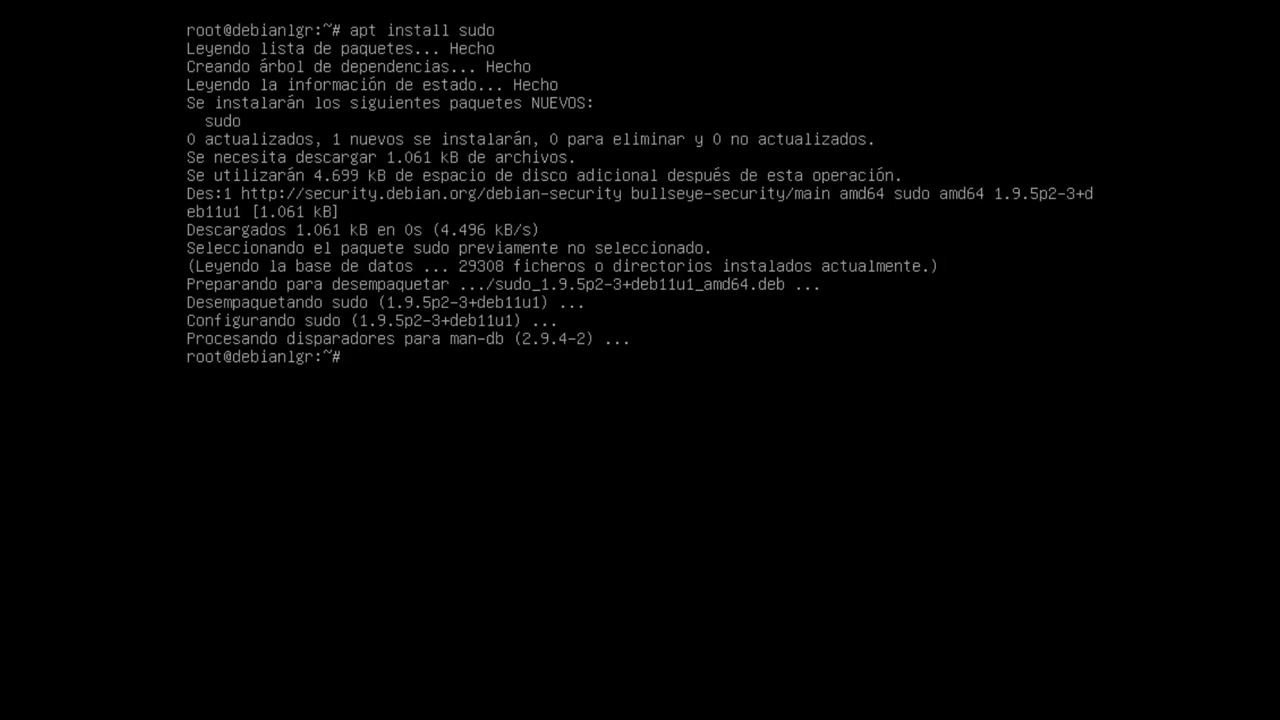 root@debianlgr:~# apt install sudo
Leyendo lista de paquetes... Hecho
Creando árbol de dependencias... Hecho
Leyendo la información de estado... Hecho
Se instalarán los siguientes paquetes NUEVOS:
  sudo
0 actualizados, 1 nuevos se instalarán, 0 para eliminar y 0 no actualizados.
Se necesita descargar 1.061 kB de archivos.
Se utilizarán 4.699 kB de espacio de disco adicional después de esta operación.
Des:1 http://security.debian.org/debian-security bullseye-security/main amd64 sudo amd64 1.9.5p2-3+d
eb11u1 [1.061 kB]
Descargados 1.061 kB en 0s (4.496 kB/s)
Seleccionando el paquete sudo previamente no seleccionado.
(Leyendo la base de datos ... 29308 ficheros o directorios instalados actualmente.)
Preparando para desempaquetar .../sudo_1.9.5p2-3+deb11u1_amd64.deb ...
Desempaquetando sudo (1.9.5p2-3+deb11u1) ...
Configurando sudo (1.9.5p2-3+deb11u1) ...
Procesando disparadores para man-db (2.9.4-2) ...
root@debianlgr:~#